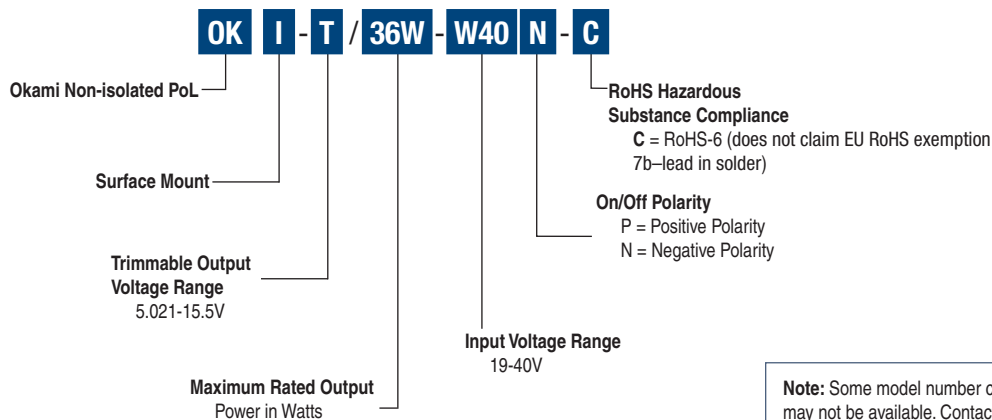 OK I - T / 36W - W40 N - C
Okami Non-isolated PoL
Surface Mount
Trimmable Output
Voltage Range
5.021-15.5V
Maximum Rated Output
Power in Watts
Input Voltage Range
19-40V
On/Off Polarity
P = Positive Polarity
N = Negative Polarity
RoHS Hazardous
Substance Compliance
C = RoHS-6 (does not claim EU RoHS exemption
7b–lead in solder)
Note: Some model number
may not be available. Contac